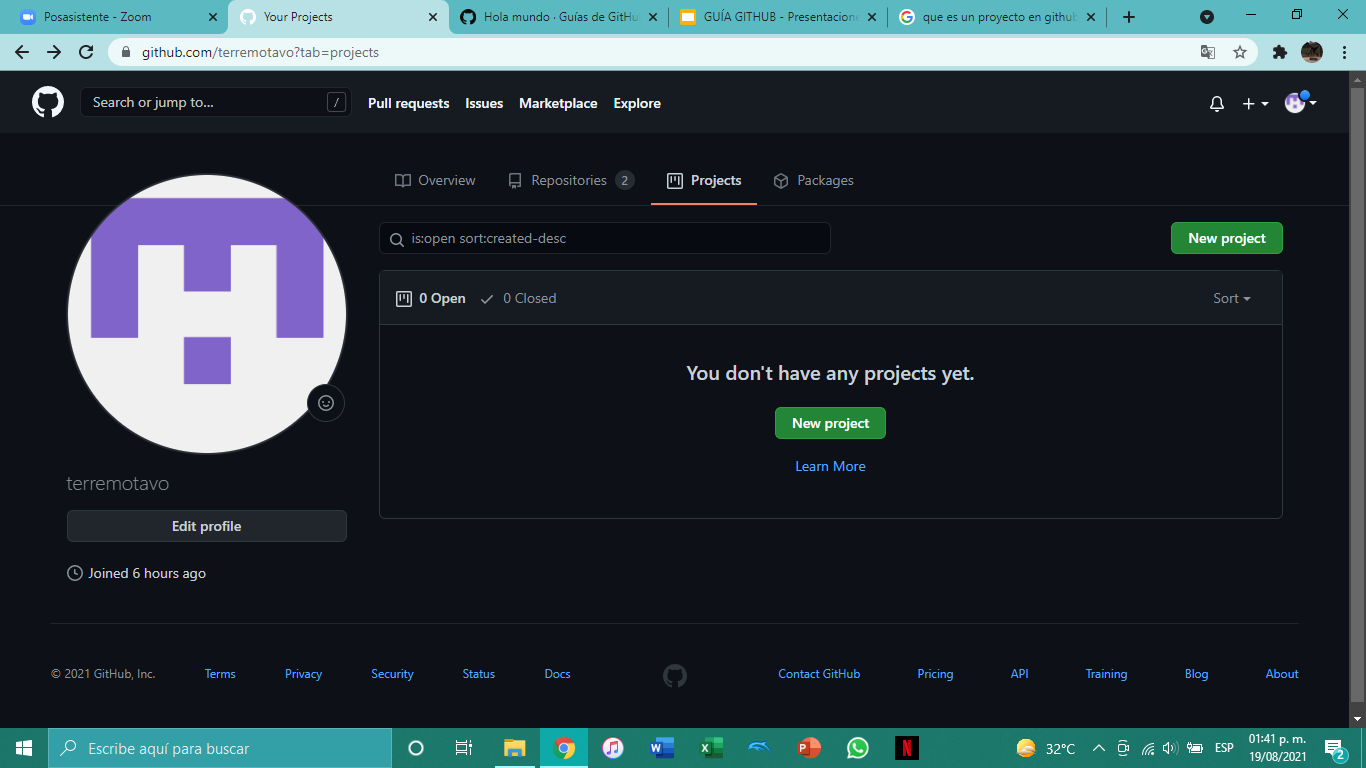 Posasistente - Zoom
Your Projects
Hola mundo · Guías de GitHu
GUÍA GITHUB - Presentacione
que es un proyecto en github
github.com/terremotavo?tab=projects
Search or jump to...
/
Pull requests
Issues
Marketplace
Explore
Overview
Repositories 2
Projects
Packages
is:open sort:created-desc
New project
0 Open
0 Closed
Sort
You don't have any projects yet.
New project
Learn More
terremotavo
Edit profile
Joined 6 hours ago
© 2021 GitHub, Inc.
Terms
Privacy
Security
Status
Docs
Contact GitHub
Pricing
API
Training
Blog
About
Escribe aquí para buscar
32°C
ESP
01:41 p. m.
19/08/2021
2